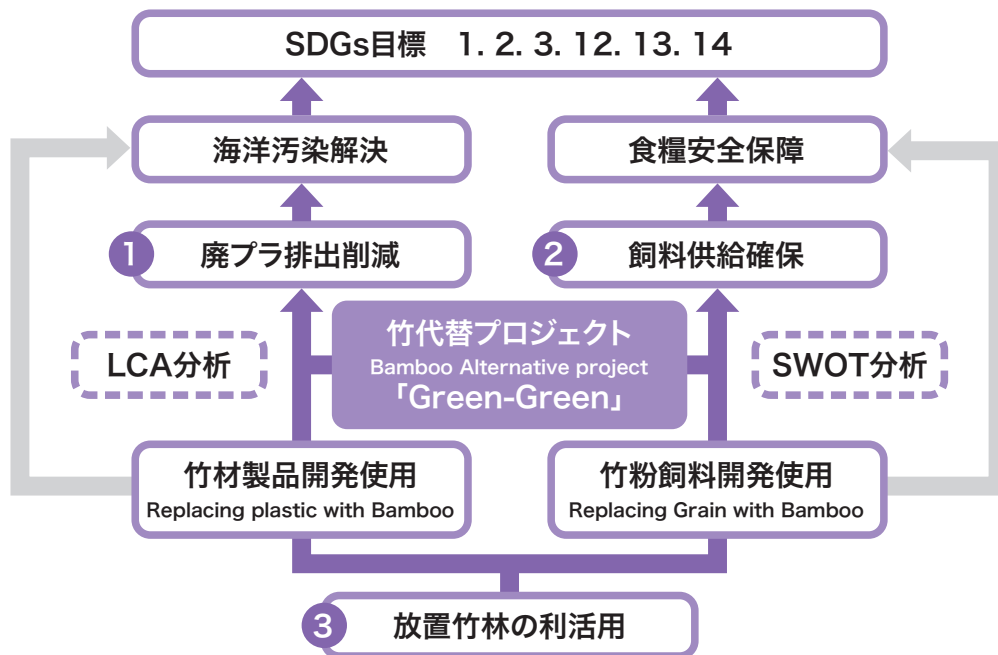 SDGs目標 1. 2. 3. 12. 13. 14
海洋汚染解決
食糧安全保障
1 廃プラ排出削減
2 飼料供給確保
竹代替プロジェクト
Bamboo Alternative project
「Green-Green」
LCA分析
SWOT分析
竹材製品開発使用
Replacing plastic with Bamboo
竹粉飼料開発使用
Replacing Grain with Bamboo
3 放置竹林の利活用